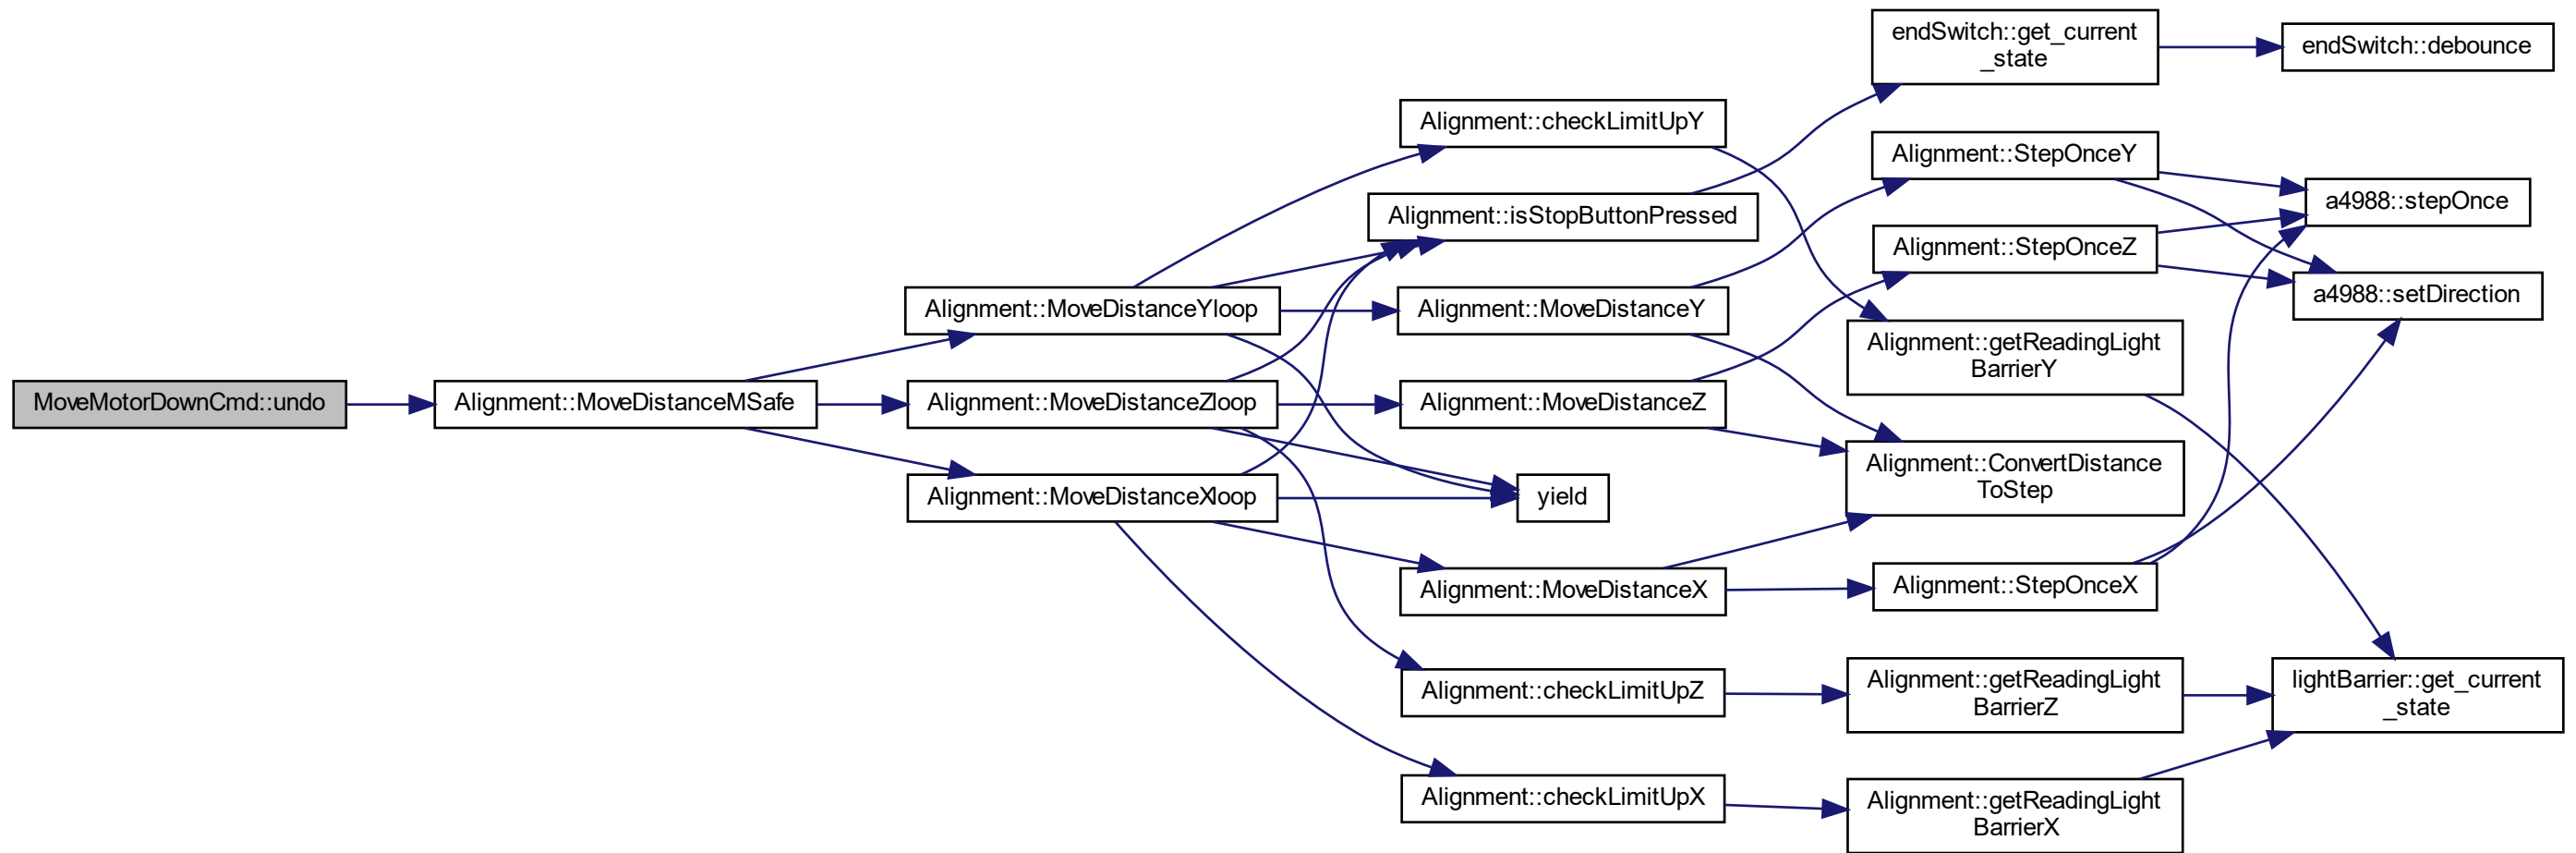 MoveMotorDownCmd::undo
Alignment::MoveDistanceMSafe
Alignment::MoveDistanceYloop
Alignment::MoveDistanceZloop
Alignment::MoveDistanceXloop
Alignment::checkLimitUpY
Alignment::isStopButtonPressed
Alignment::MoveDistanceY
Alignment::MoveDistanceZ
yield
Alignment::MoveDistanceX
Alignment::checkLimitUpZ
Alignment::checkLimitUpX
endSwitch::get_current
_state
Alignment::StepOnceY
Alignment::StepOnceZ
Alignment::getReadingLight
BarrierY
Alignment::ConvertDistance
ToStep
Alignment::StepOnceX
Alignment::getReadingLight
BarrierZ
Alignment::getReadingLight
BarrierX
endSwitch::debounce
a4988::stepOnce
a4988::setDirection
lightBarrier::get_current
_state